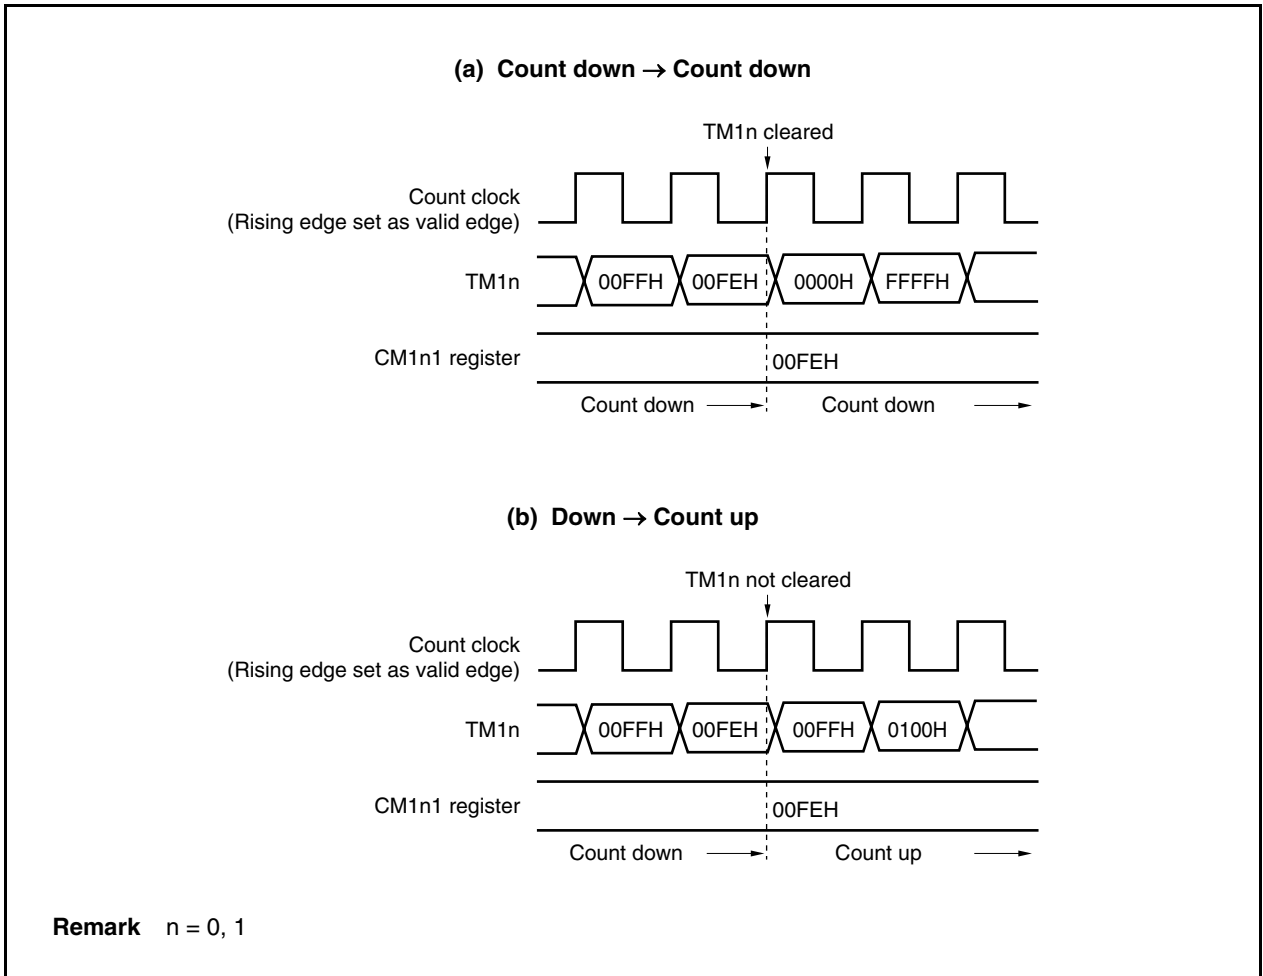 (a) Count down → Count down
TM1n cleared
Count clock
(Rising edge set as valid edge)
TM1n
00FFH
00FEH
0000H
FFFFH
CM1n1 register
00FEH
Count down
Count down
(b) Down → Count up
TM1n not cleared
Count clock
(Rising edge set as valid edge)
TM1n
00FFH
00FEH
00FFH
0100H
CM1n1 register
00FEH
Count down
Count up
Remark n = 0, 1